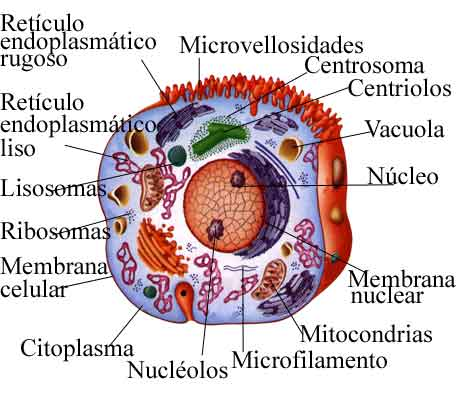 Retículo
endoplasmático
rugoso
Microvellosidades
Centrosoma
Centriolos
Retículo
endoplasmático
liso
Vacuola
Lisosomas
Núcleo
Ribosomas
Membrana
celular
Membrana
nuclear
Citoplasma
Mitocondrias
Nucléolos
Microfilamento